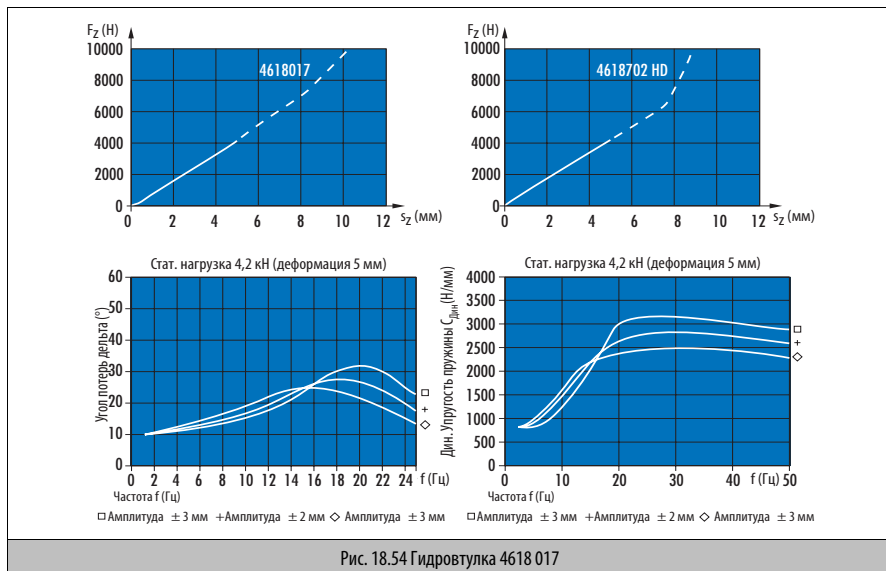 F_Z (Н)
10000
8000
6000
4000
2000
0
4618017
0 2 4 6 8 10 12
s_Z (мм)
F_Z (Н)
10000
8000
6000
4000
2000
0
4618702 HD
0 2 4 6 8 10 12
s_Z (мм)
Стат. нагрузка 4,2 кН (деформация 5 мм)
Угол потерь дельта (°)
60
50
40
30
20
10
0
□
+
◇
0 2 4 6 8 10 12 14 16 18 20 22 24 f (Гц)
Частота f (Гц)
□ Амплитуда ± 3 мм +Амплитуда ± 2 мм ◇ Амплитуда ± 3 мм
Стат. нагрузка 4,2 кН (деформация 5 мм)
Дин. Упругость пружины C_Дин (Н/мм)
4000
3500
3000
2500
2000
1500
1000
500
0
□
+
◇
0 10 20 30 40 f (Гц) 50
Частота f (Гц)
□ Амплитуда ± 3 мм +Амплитуда ± 2 мм ◇ Амплитуда ± 3 мм
Рис. 18.54 Гидровтулка 4618 017